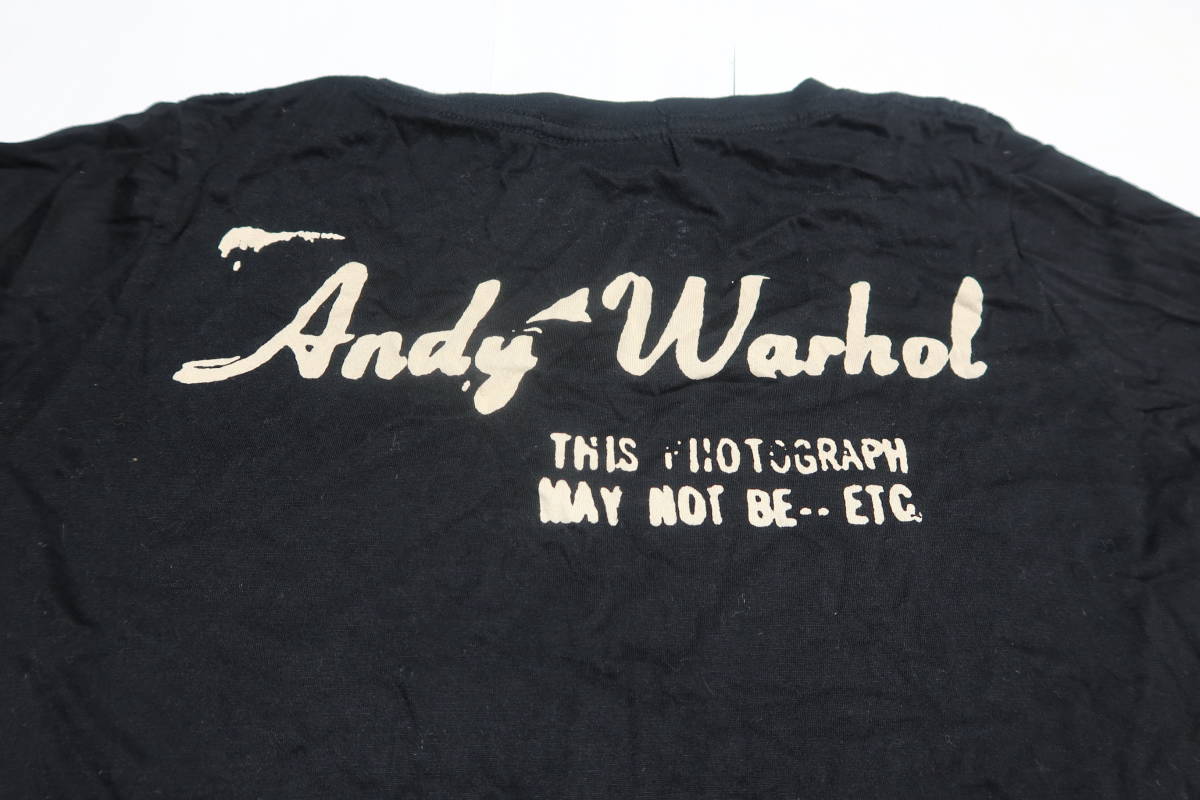 Andy Warhol
THIS PHOTOGRAPH
MAY NOT BE-- ETC.